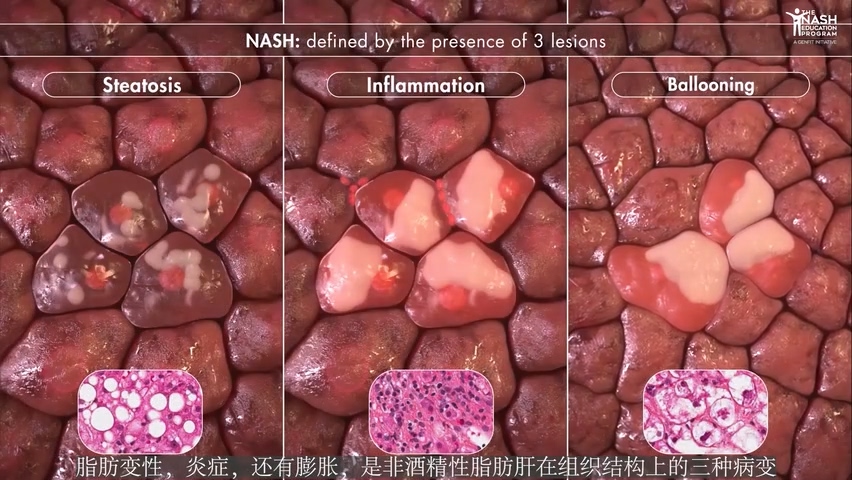 THE
NASH
EDUCATION
PROGRAM
A GENFIT INITIATIVE
NASH: defined by the presence of 3 lesions
Steatosis
Inflammation
Ballooning
脂肪变性，炎症，还有膨胀，是非酒精性脂肪肝在组织结构上的三种病变